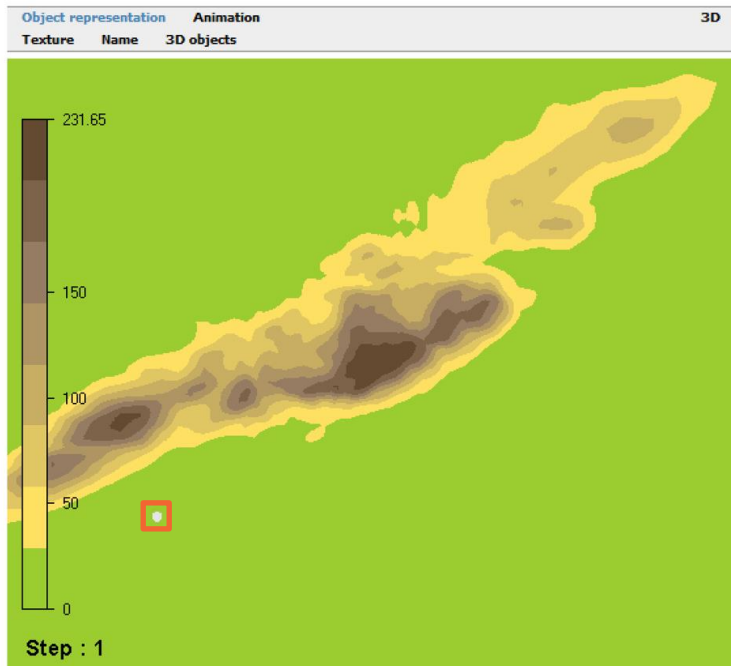 Object representation Animation 3D
Texture Name 3D objects
231.65
150
100
50
0
Step : 1